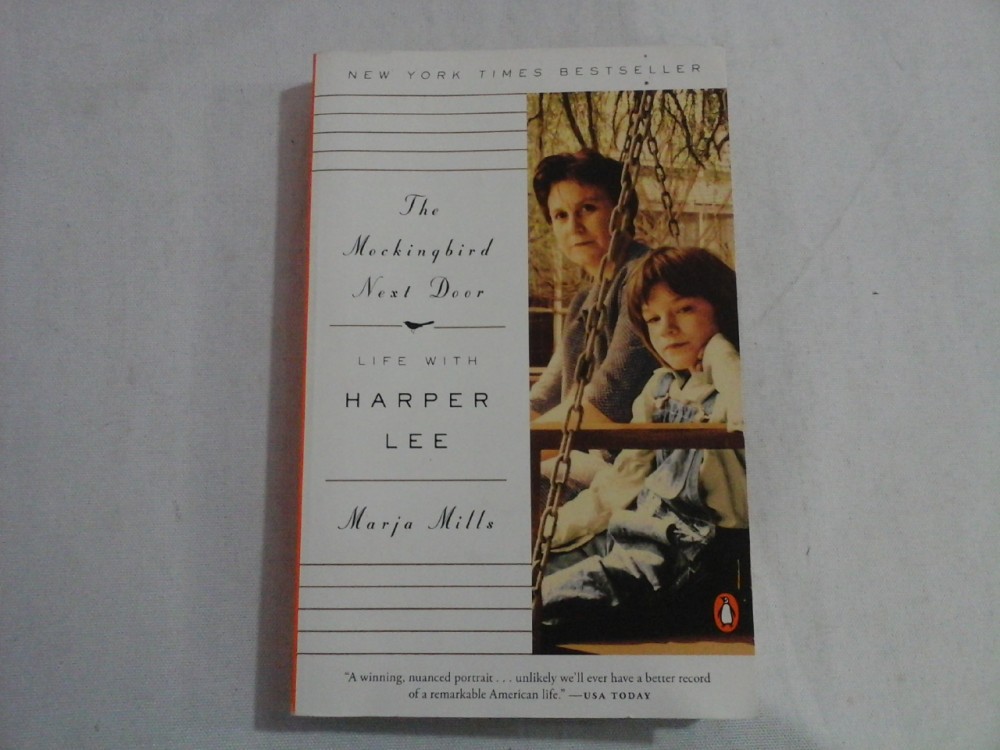 NEW YORK TIMES BESTSELLER
The
Mockingbird
Next Door
LIFE WITH
HARPER
LEE
Marja Mills
“A winning, nuanced portrait . . . unlikely we’ll ever have a better record
of a remarkable American life.” —USA TODAY